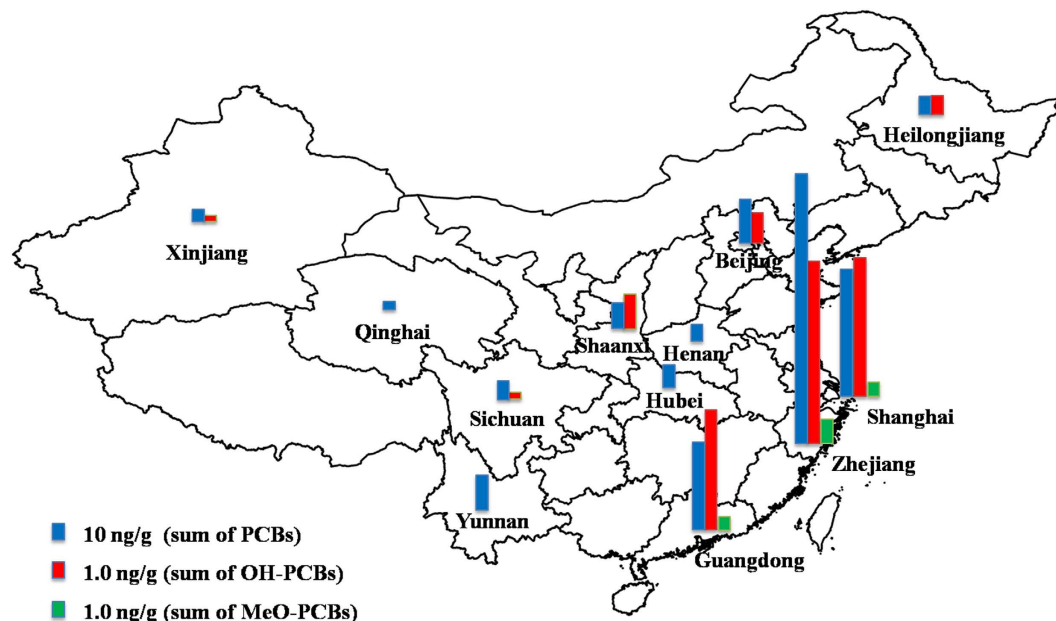 Heilongjiang
Xinjiang
Beijing
Qinghai
Shaanxi
Henan
Sichuan
Hubei
Shanghai
Zhejiang
Yunnan
Guangdong
10 ng/g (sum of PCBs)
1.0 ng/g (sum of OH-PCBs)
1.0 ng/g (sum of MeO-PCBs)